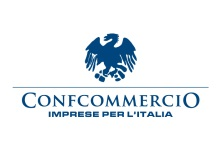 CONFCOMMERCIO
IMPRESE PER L'ITALIA